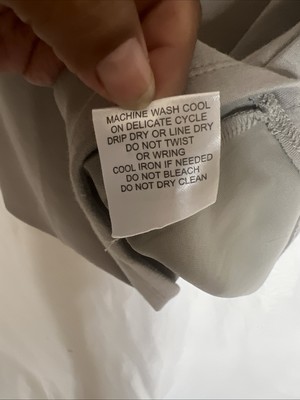 MACHINE WASH COOL
ON DELICATE CYCLE
DRIP DRY OR LINE DRY
DO NOT TWIST
OR WRING
COOL IRON IF NEEDED
DO NOT BLEACH
DO NOT DRY CLEAN